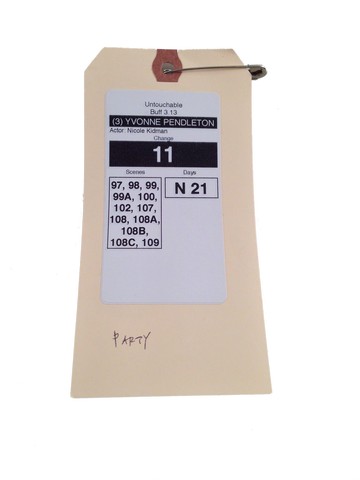 Untouchable
Buff 3.13
(3) YVONNE PENDLETON
Actor: Nicole Kidman
Change
11
Scenes
Days
97, 98, 99,
99A, 100,
102, 107,
108, 108A,
108B,
108C, 109
N 21
PARTY